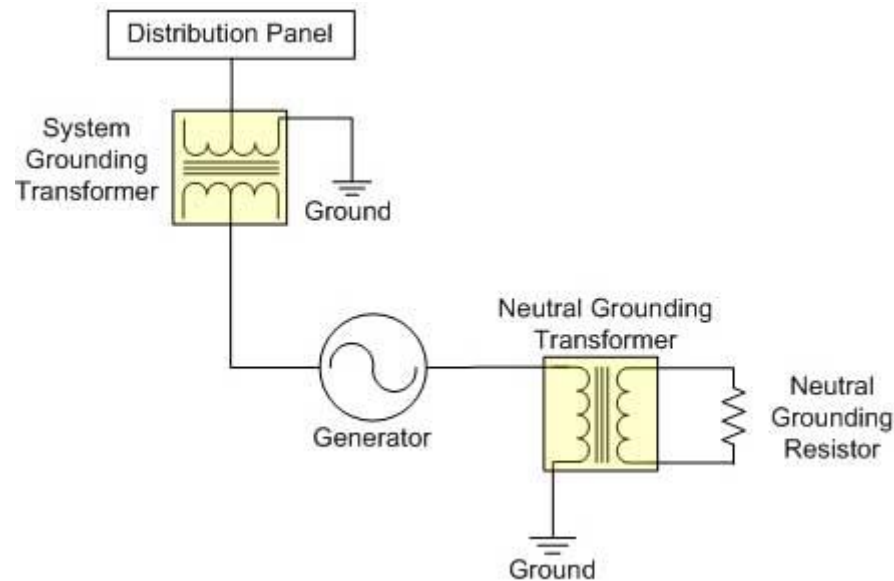 Distribution Panel
System
Grounding
Transformer
Ground
Neutral Grounding
Transformer
Generator
Neutral
Grounding
Resistor
Ground